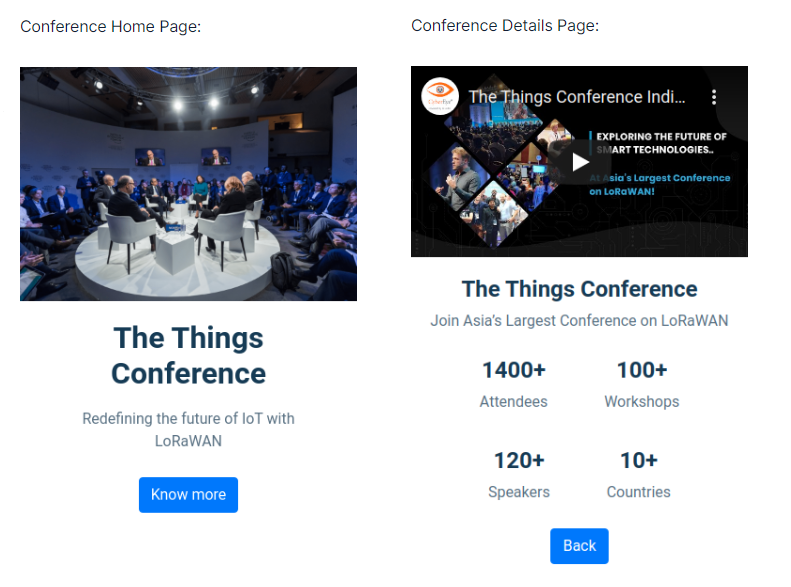 Conference Home Page:
The Things
Conference
Redefining the future of IoT with
LoRaWAN
Know more
Conference Details Page:
The Things Conference Indi...
EXPLORING THE FUTURE OF
SMART TECHNOLOGIES..
At Asia's Largest Conference
on LoRaWAN!
The Things Conference
Join Asia’s Largest Conference on LoRaWAN
1400+
100+
Attendees
Workshops
120+
10+
Speakers
Countries
Back